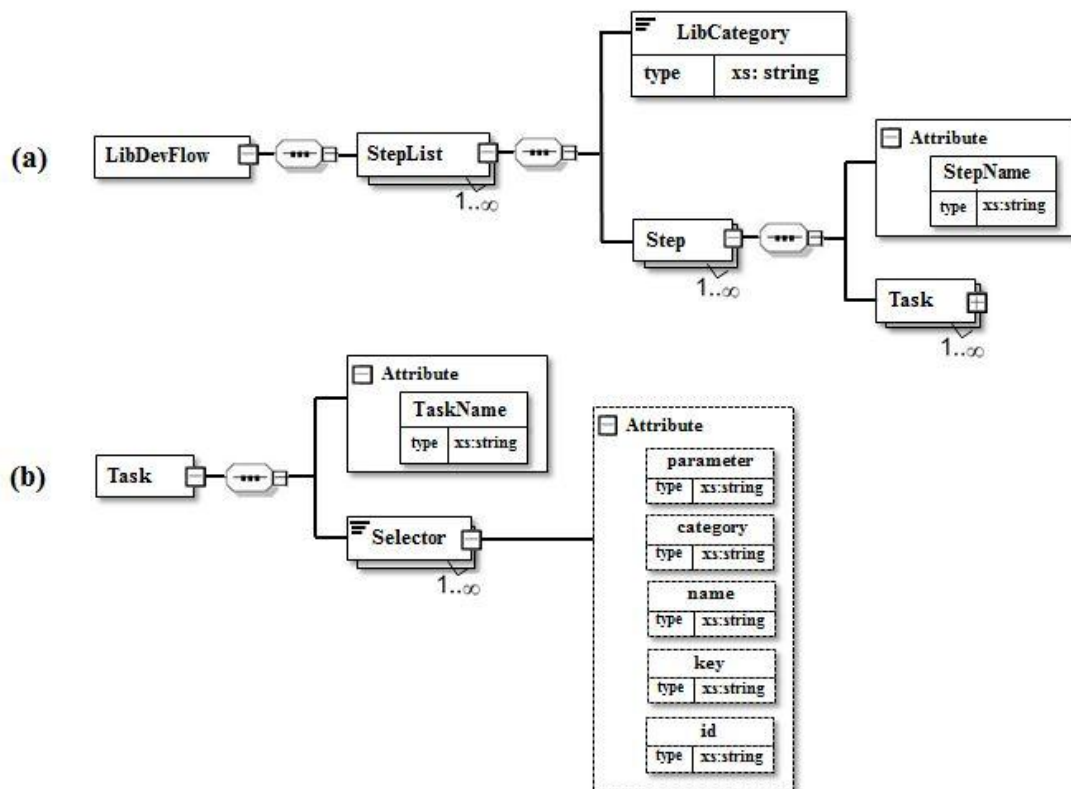 (a)
LibDevFlow
StepList
1..∞
LibCategory
type xs: string
Step
1..∞
Attribute
StepName
type xs:string
Task
1..∞
(b)
Task
Attribute
TaskName
type xs:string
Selector
1..∞
Attribute
parameter
type xs:string
category
type xs:string
name
type xs:string
key
type xs:string
id
type xs:string